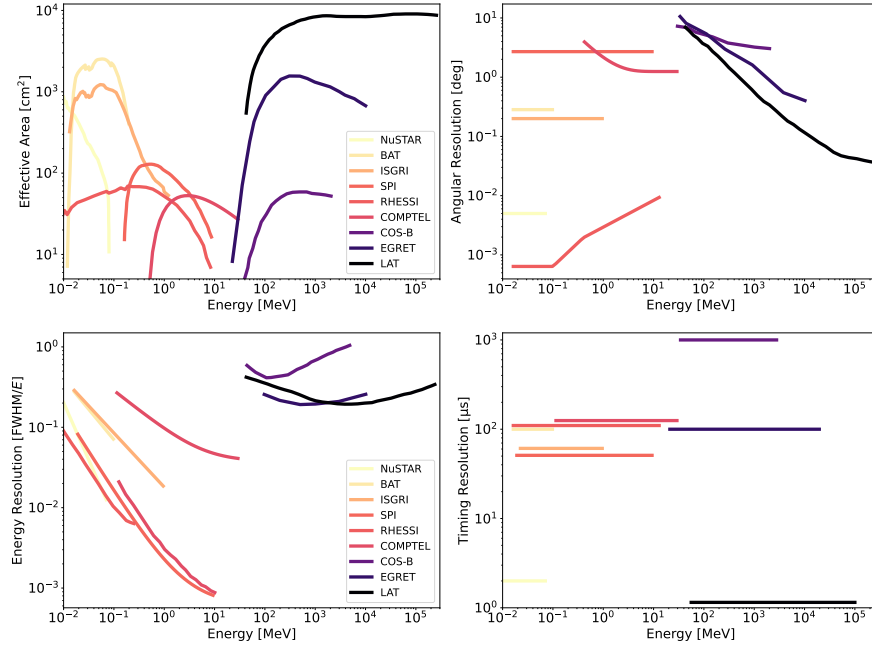 10⁴
10³
10²
10¹
Effective Area [cm²]
10⁻² 10⁻¹ 10⁰ 10¹ 10² 10³ 10⁴ 10⁵
Energy [MeV]
NuSTAR
BAT
ISGRI
SPI
RHESSI
COMPTEL
COS-B
EGRET
LAT
10¹
10⁰
10⁻¹
10⁻²
10⁻³
Angular Resolution [deg]
10⁻² 10⁻¹ 10⁰ 10¹ 10² 10³ 10⁴ 10⁵
Energy [MeV]
10⁰
10⁻¹
10⁻²
10⁻³
Energy Resolution [FWHM/E]
10⁻² 10⁻¹ 10⁰ 10¹ 10² 10³ 10⁴ 10⁵
Energy [MeV]
NuSTAR
BAT
ISGRI
SPI
RHESSI
COMPTEL
COS-B
EGRET
LAT
10³
10²
10¹
10⁰
Timing Resolution [µs]
10⁻² 10⁻¹ 10⁰ 10¹ 10² 10³ 10⁴ 10⁵
Energy [MeV]